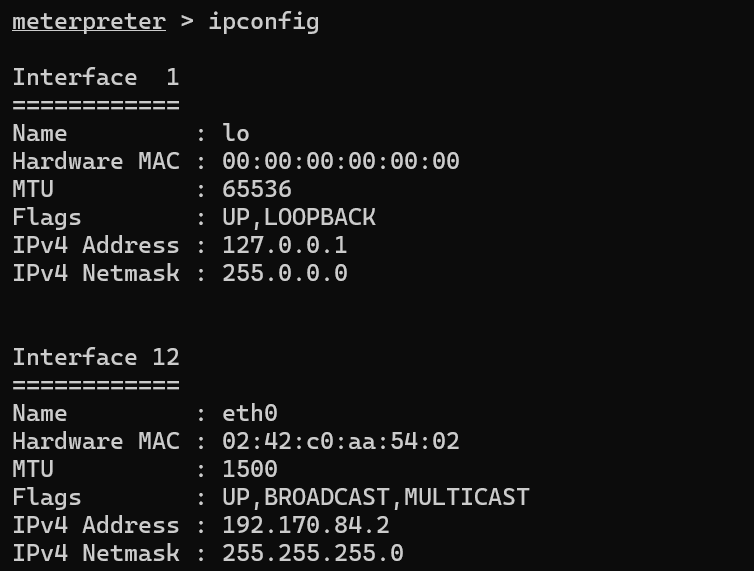 meterpreter > ipconfig
Interface  1
============
Name         : lo
Hardware MAC : 00:00:00:00:00:00
MTU          : 65536
Flags        : UP,LOOPBACK
IPv4 Address : 127.0.0.1
IPv4 Netmask : 255.0.0.0
Interface 12
============
Name         : eth0
Hardware MAC : 02:42:c0:aa:54:02
MTU          : 1500
Flags        : UP,BROADCAST,MULTICAST
IPv4 Address : 192.170.84.2
IPv4 Netmask : 255.255.255.0